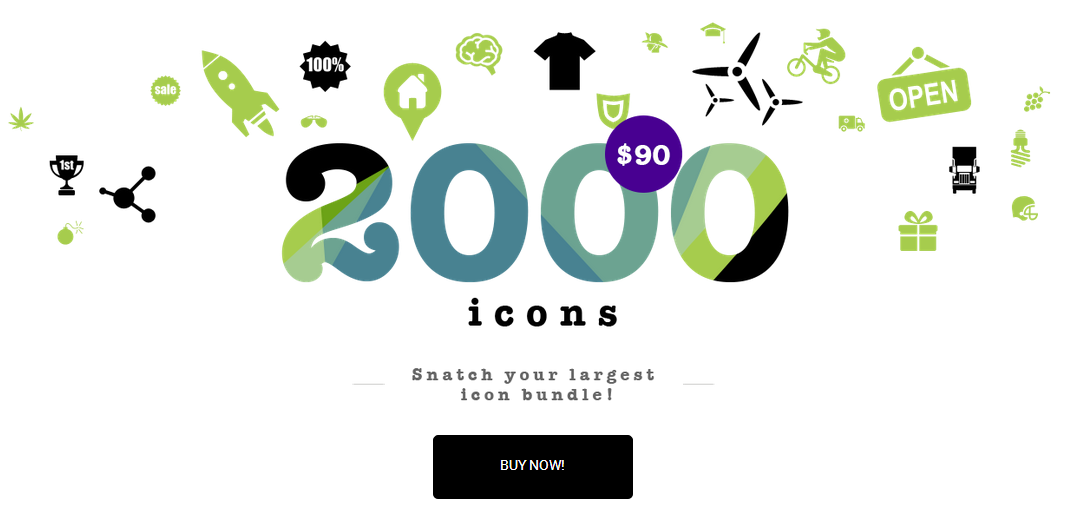 sale
100%
OPEN
1st
$90
2000
icons
Snatch your largest
icon bundle!
BUY NOW!